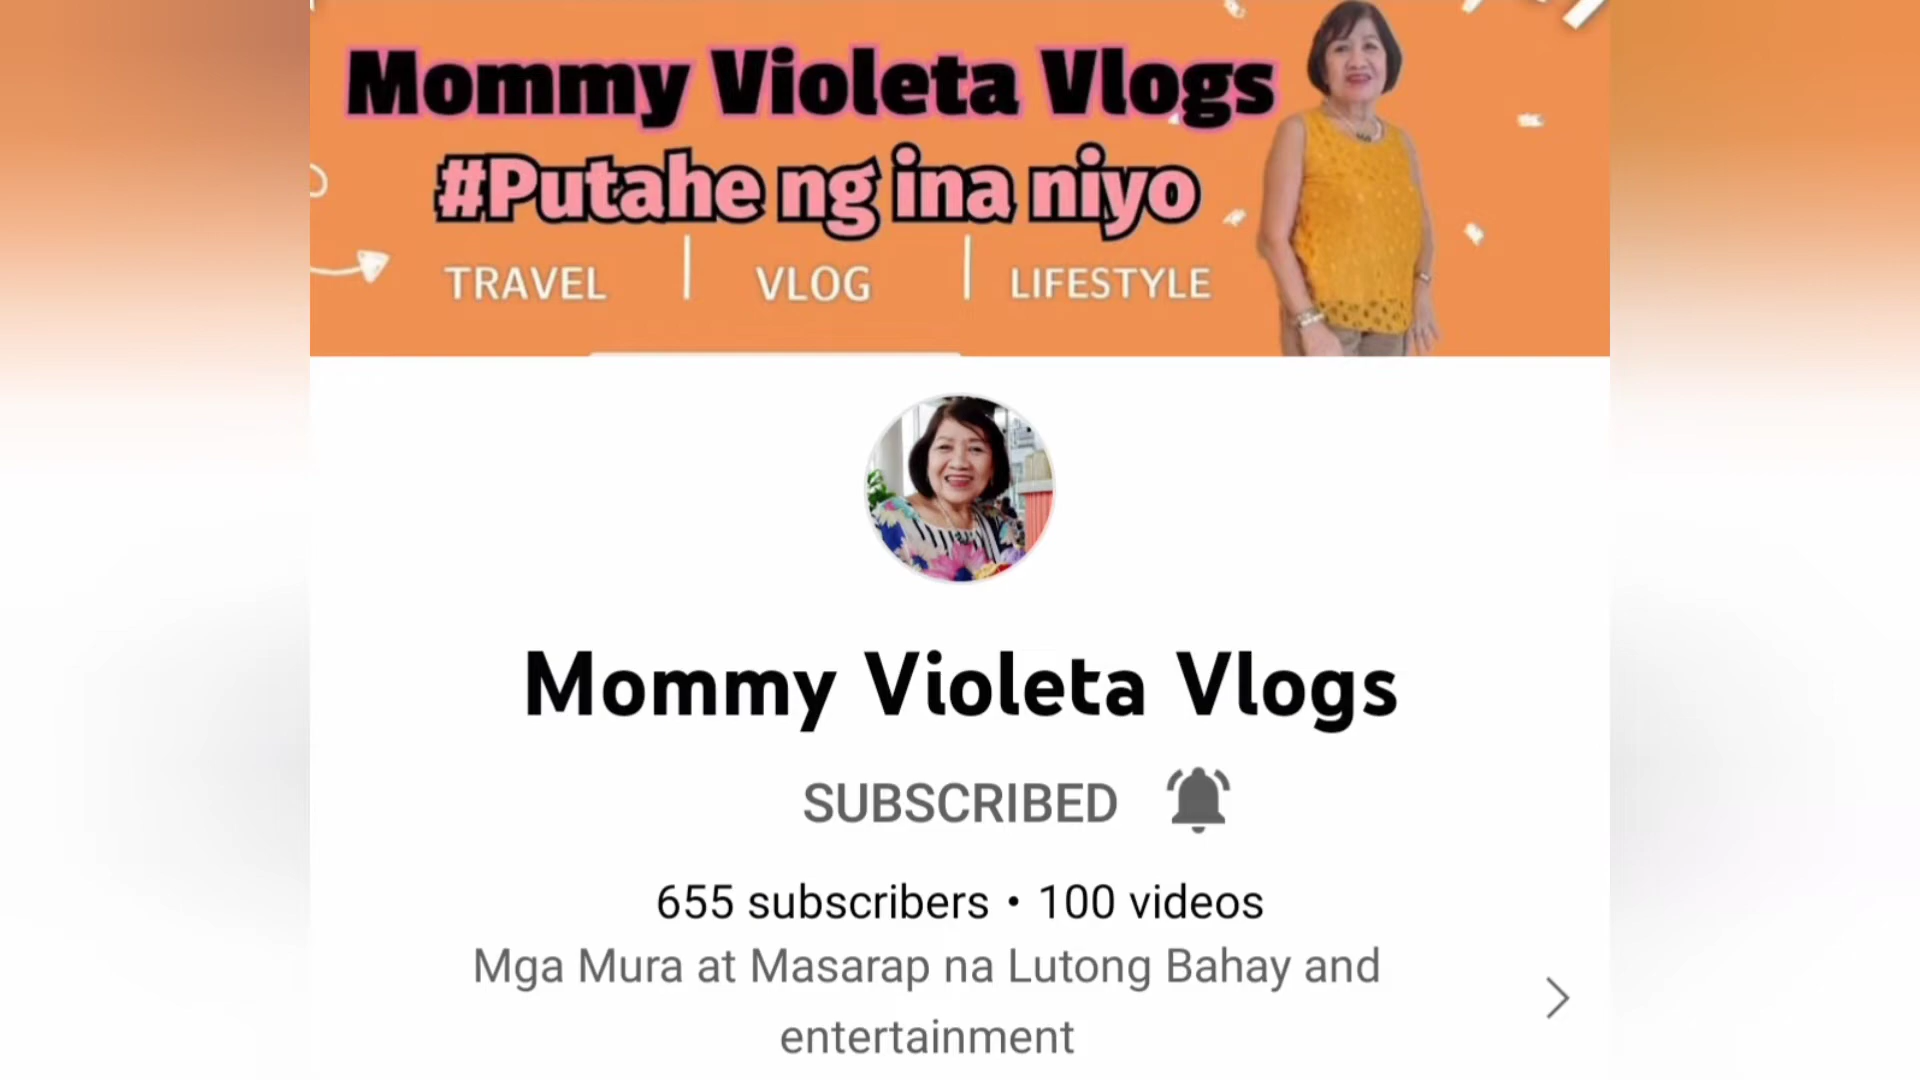 Mommy Violeta Vlogs
#Putahe ng ina niyo
TRAVEL | VLOG | LIFESTYLE
Mommy Violeta Vlogs
SUBSCRIBED
655 subscribers • 100 videos
Mga Mura at Masarap na Lutong Bahay and
entertainment